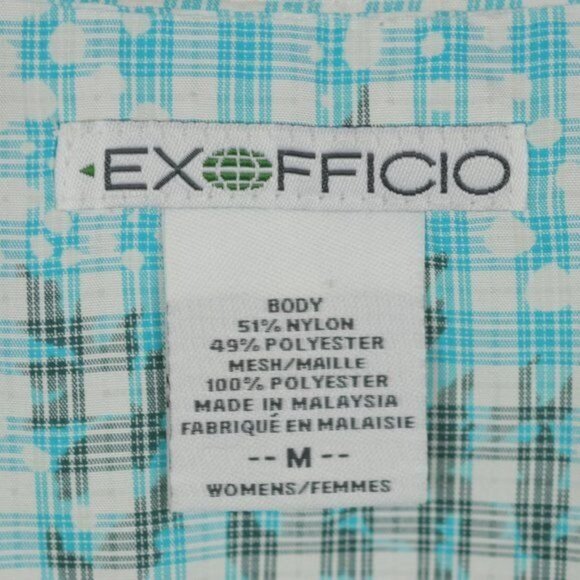 EXOFFICIO
BODY
51% NYLON
49% POLYESTER
MESH/MAILLE
100% POLYESTER
MADE IN MALAYSIA
FABRIQUÉ EN MALAISIE
-- M --
WOMENS/FEMMES